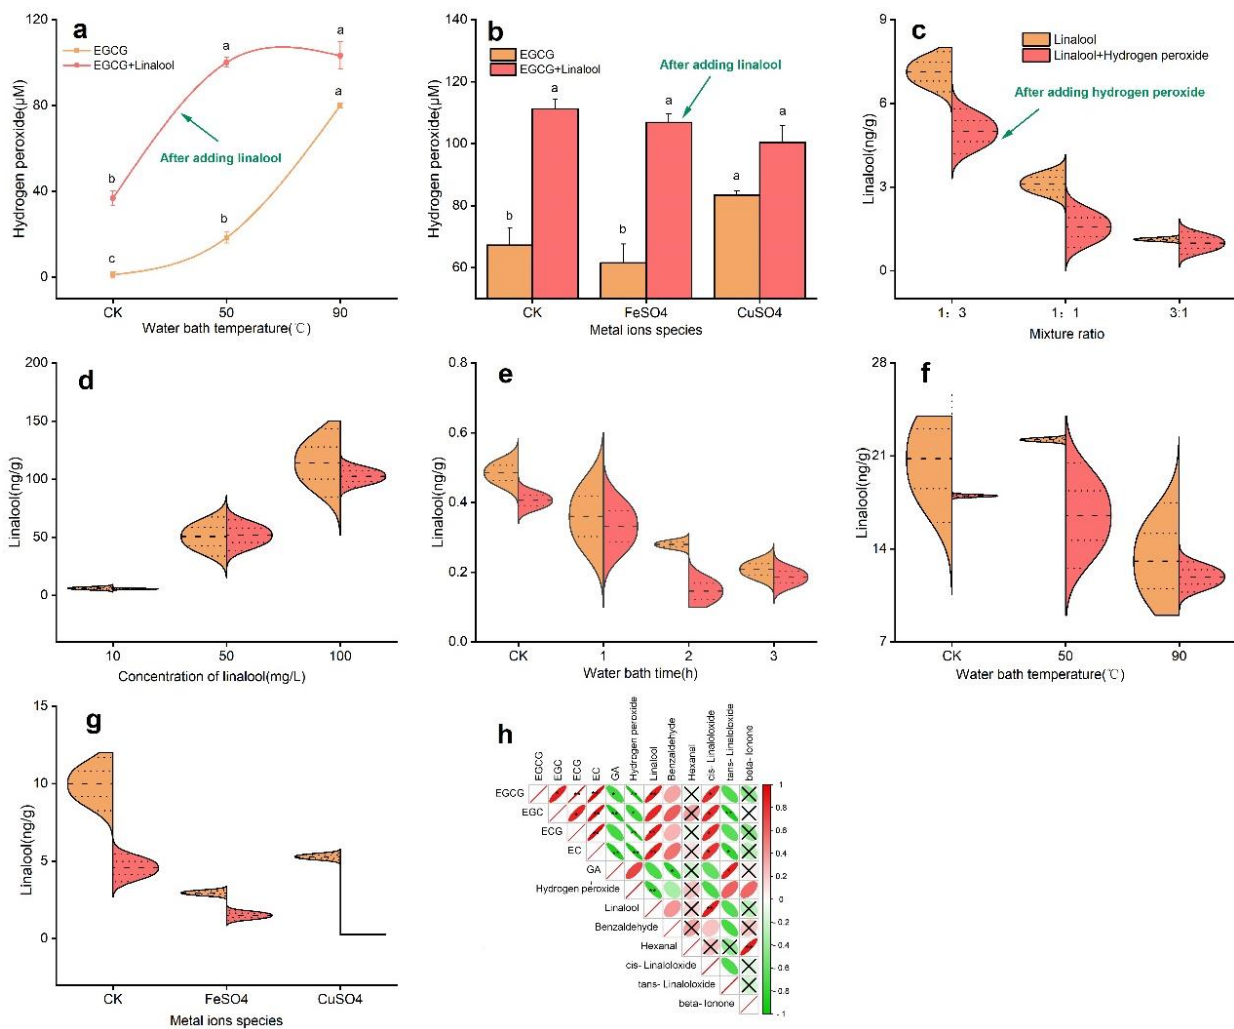 a
120
80
40
0
Hydrogen peroxide(μM)
EGCG
EGCG+Linalool
a
a
a
b
b
c
After adding linalool
CK
50
90
Water bath temperature(℃)
b
140
120
100
80
60
Hydrogen peroxide(μM)
EGCG
EGCG+Linalool
After adding linalool
a
a
a
a
b
b
CK
FeSO4
CuSO4
Metal ions species
c
9
6
3
0
Linalool(ng/g)
Linalool
Linalool+Hydrogen peroxide
After adding hydrogen peroxide
1: 3
1: 1
3:1
Mixture ratio
d
200
150
100
50
0
Linalool(ng/g)
10
50
100
Concentration of linalool(mg/L)
e
0.8
0.6
0.4
0.2
0.0
Linalool(ng/g)
CK
1
2
3
Water bath time(h)
f
28
21
14
7
Linalool(ng/g)
CK
50
90
Water bath temperature(℃)
g
15
10
5
0
Linalool(ng/g)
CK
FeSO4
CuSO4
Metal ions species
h
EGCG
EGC
ECG
EC
GA
Hydrogen peroxide
Linalool
Benzaldehyde
Hexanal
cis- Linaloloxide
tans- Linaloloxide
beta- Ionone
EGCG
EGC
ECG
EC
GA
Hydrogen peroxide
Linalool
Benzaldehyde
Hexanal
cis- Linaloloxide
tans- Linaloloxide
beta- Ionone
1
0.8
0.6
0.4
0.2
0
- 0.2
- 0.4
- 0.6
- 0.8
- 1